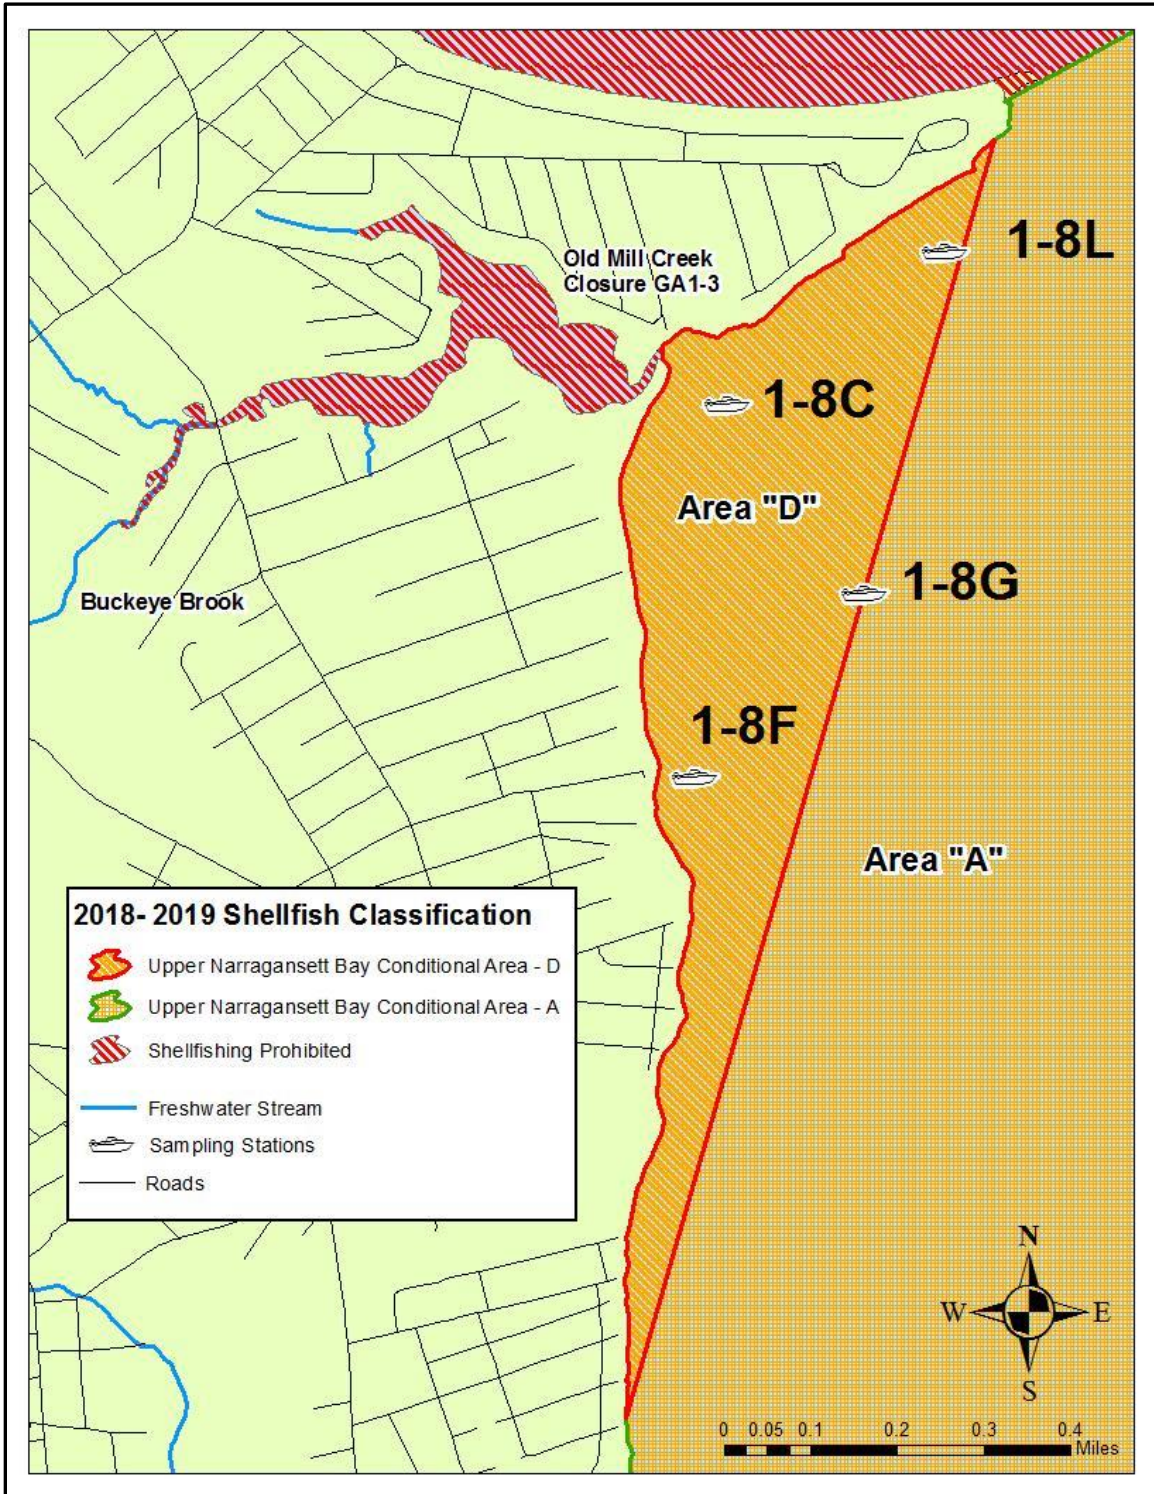 1-8L
Old Mill Creek
Closure GA1-3
1-8C
Area "D"
1-8G
Buckeye Brook
1-8F
Area "A"
2018- 2019 Shellfish Classification
Upper Narragansett Bay Conditional Area - D
Upper Narragansett Bay Conditional Area - A
Shellfishing Prohibited
Freshwater Stream
Sampling Stations
Roads
N
W E
S
0 0.05 0.1 0.2 0.3 0.4
Miles